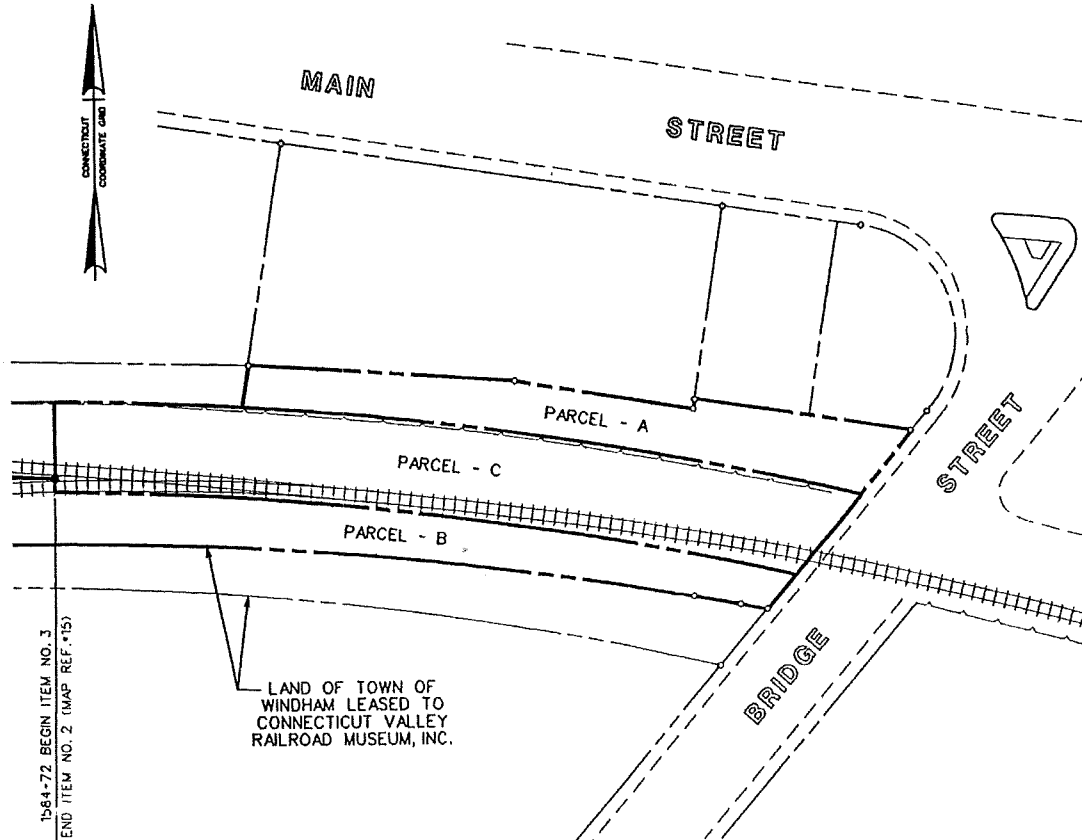 CONNECTICUT
COORDINATE GRID
MAIN
STREET
PARCEL - A
PARCEL - C
PARCEL - B
STREET
BRIDGE
LAND OF TOWN OF
WINDHAM LEASED TO
CONNECTICUT VALLEY
RAILROAD MUSEUM, INC.
1584+72 BEGIN ITEM NO. 3
END ITEM NO. 2 (MAP REF.#15)